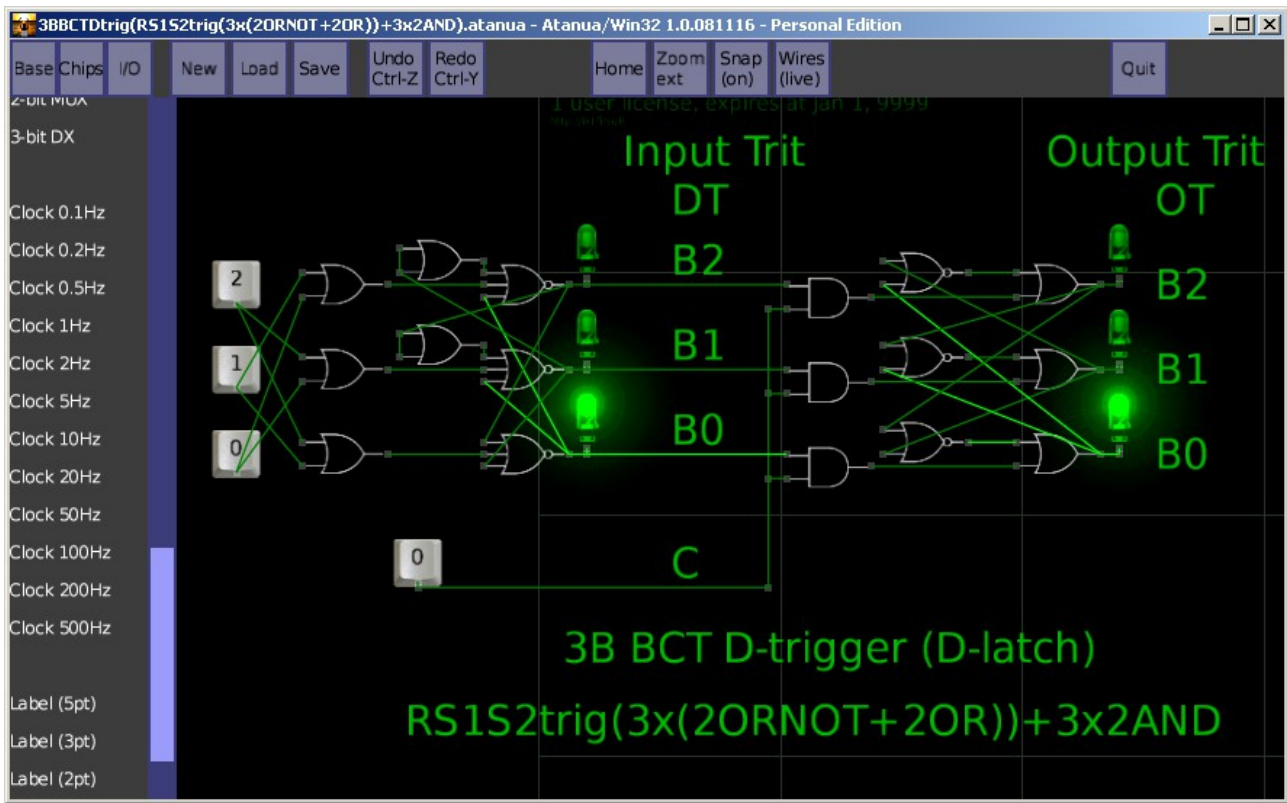 3BBCTDtrig(RS1S2trig(3x(2ORNOT+2OR))+3x2AND).atanua - Atanua/Win32 1.0.081116 - Personal Edition
Base Chips I/O New Load Save Undo Ctrl-Z Redo Ctrl-Y Home Zoom ext Snap (on) Wires (live) Quit
2-bit MUX
1 user license, expires at Jan 1, 9999
3-bit DX
Input Trit
Output Trit
DT
OT
Clock 0.1Hz
Clock 0.2Hz
B2
2
Clock 0.5Hz
B2
Clock 1Hz
B1
1
Clock 2Hz
B1
Clock 5Hz
Clock 10Hz
B0
0
Clock 20Hz
B0
Clock 50Hz
Clock 100Hz
0
C
Clock 200Hz
Clock 500Hz
3B BCT D-trigger (D-latch)
Label (5pt)
RS1S2trig(3x(2ORNOT+2OR))+3x2AND
Label (3pt)
Label (2pt)